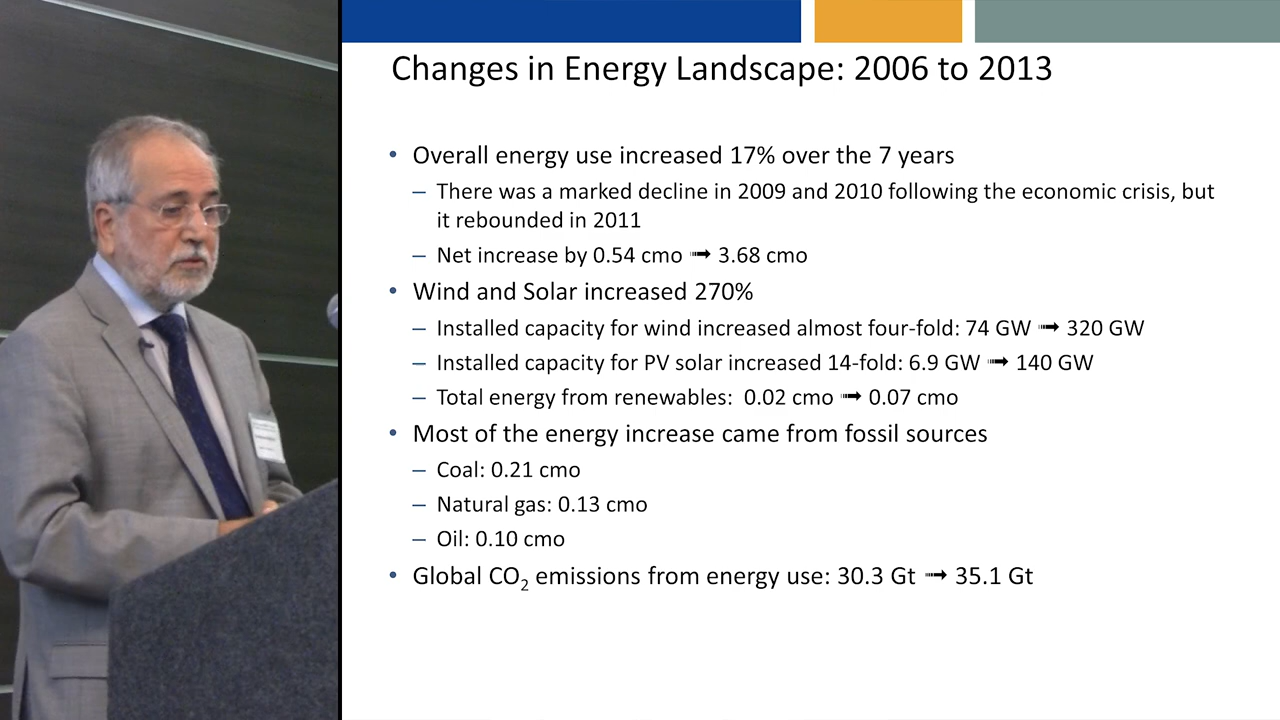 Changes in Energy Landscape: 2006 to 2013
• Overall energy use increased 17% over the 7 years
– There was a marked decline in 2009 and 2010 following the economic crisis, but
it rebounded in 2011
– Net increase by 0.54 cmo ➟ 3.68 cmo
• Wind and Solar increased 270%
– Installed capacity for wind increased almost four-fold: 74 GW ➟ 320 GW
– Installed capacity for PV solar increased 14-fold: 6.9 GW ➟ 140 GW
– Total energy from renewables: 0.02 cmo ➟ 0.07 cmo
• Most of the energy increase came from fossil sources
– Coal: 0.21 cmo
– Natural gas: 0.13 cmo
– Oil: 0.10 cmo
• Global CO₂ emissions from energy use: 30.3 Gt ➟ 35.1 Gt